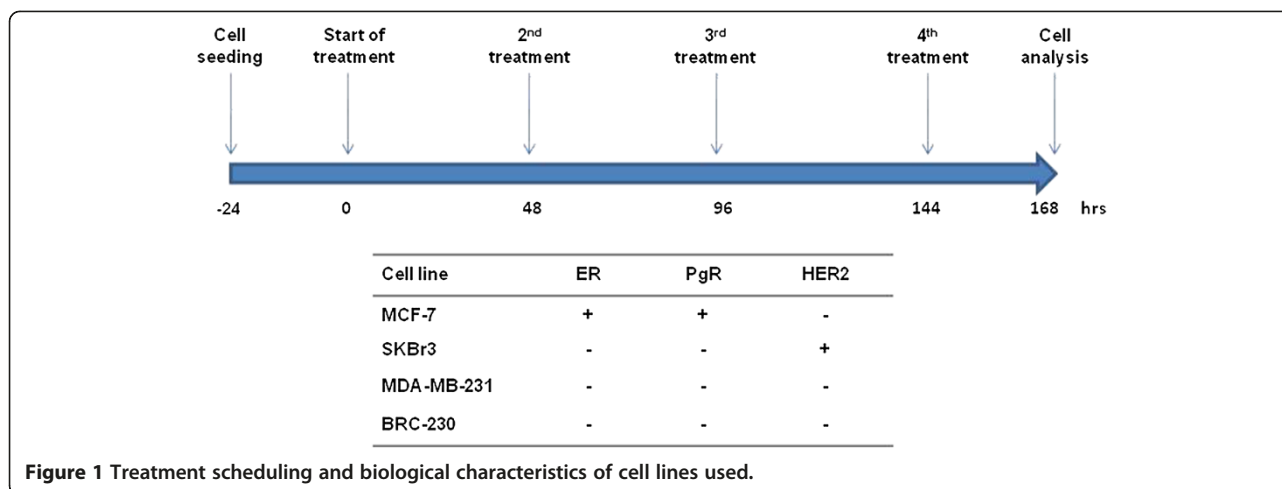 Cell seeding
Start of treatment
2nd treatment
3rd treatment
4th treatment
Cell analysis
-24 0 48 96 144 168 hrs
Cell line ER PgR HER2
MCF-7 + + -
SKBr3 - - +
MDA-MB-231 - - -
BRC-230 - - -
Figure 1 Treatment scheduling and biological characteristics of cell lines used.